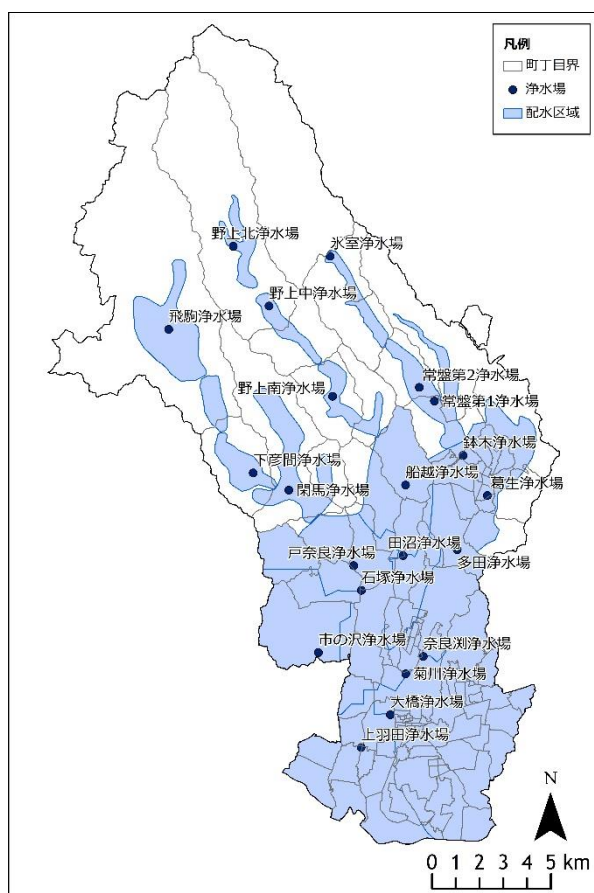 凡例
町丁目界
浄水場
配水区域
野上北浄水場
氷室浄水場
野上中浄水場
飛駒浄水場
常盤第2浄水場
野上南浄水場
常盤第1浄水場
鉢木浄水場
下彦間浄水場
船越浄水場
閑馬浄水場
葛生浄水場
田沼浄水場
戸奈良浄水場
多田浄水場
石塚浄水場
市の沢浄水場
奈良渕浄水場
菊川浄水場
大橋浄水場
上羽田浄水場
N
0 1 2 3 4 5 km